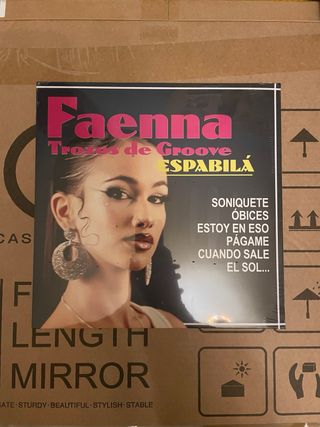 Faenna
Trozos de Groove
ESPABILÁ
SONIQUETE
ÓBICES
ESTOY EN ESO
PÁGAME
CUANDO SALE
EL SOL...
CAS
F
LENGTH
MIRROR
ATE·STURDY·BEAUTIFUL·STYLISH·STABLE